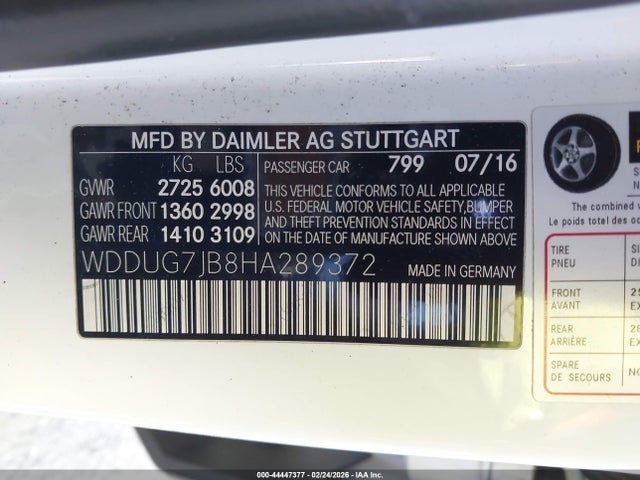 MFD BY DAIMLER AG STUTTGART
KG LBS PASSENGER CAR 799 07/16
GVWR 2725 6008
GAWR FRONT 1360 2998
GAWR REAR 1410 3109
THIS VEHICLE CONFORMS TO ALL APPLICABLE
U.S. FEDERAL MOTOR VEHICLE SAFETY, BUMPER
AND THEFT PREVENTION STANDARDS IN EFFECT
ON THE DATE OF MANUFACTURE SHOWN ABOVE.
WDDUG7JB8HA289372 MADE IN GERMANY
The combined w
Le poids total des oc
TIRE
PNEU
FRONT
AVANT
REAR
ARRIÈRE
SPARE
DE SECOURS
000-44447377 - 02/24/2026 - IAA, Inc.